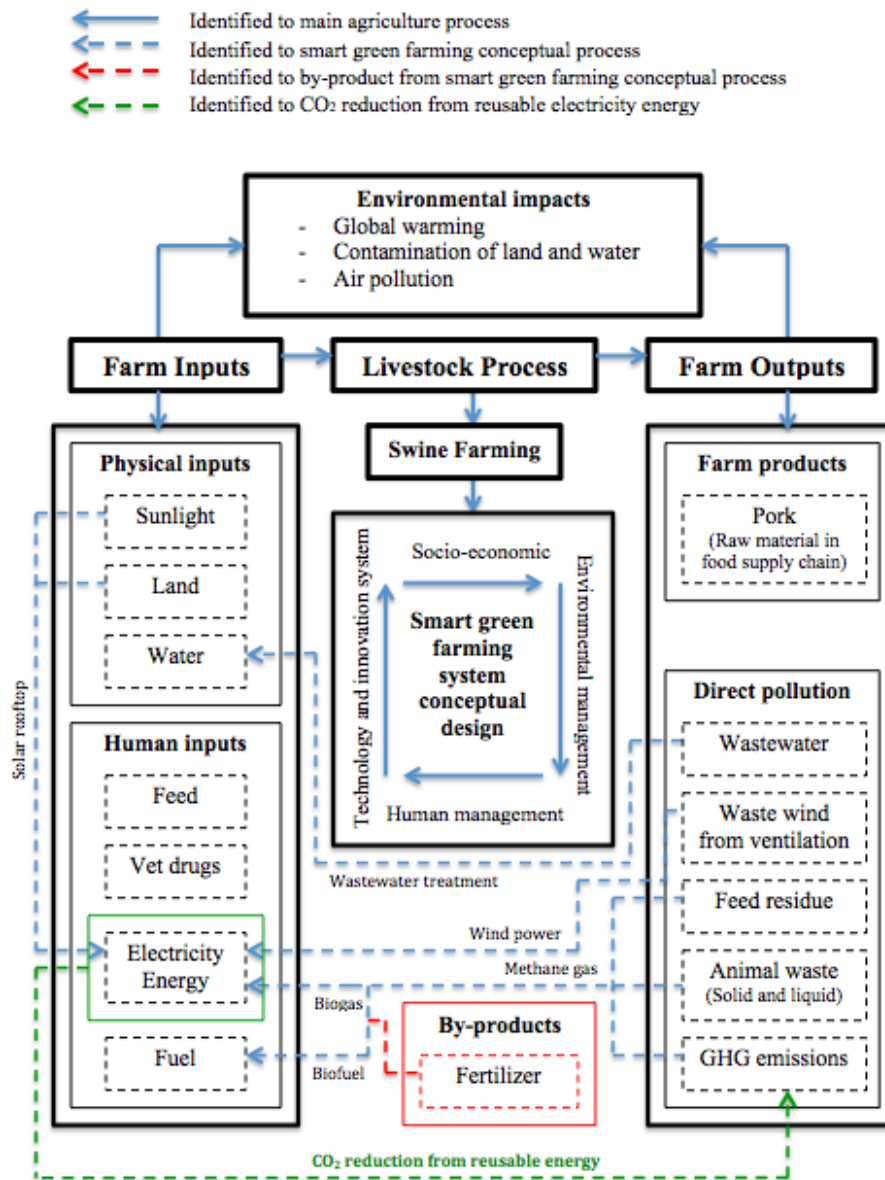 Identified to main agriculture process
Identified to smart green farming conceptual process
Identified to by-product from smart green farming conceptual process
Identified to CO₂ reduction from reusable electricity energy
Environmental impacts
- Global warming
- Contamination of land and water
- Air pollution
Farm Inputs
Livestock Process
Farm Outputs
Swine Farming
Physical inputs
Sunlight
Land
Water
Solar rooftop
Human inputs
Feed
Vet drugs
Electricity
Energy
Fuel
Socio-economic
Environmental management
Human management
Technology and innovation system
Smart green
farming
system
conceptual
design
Farm products
Pork
(Raw material in
food supply chain)
Direct pollution
Wastewater
Waste wind
from ventilation
Feed residue
Animal waste
(Solid and liquid)
GHG emissions
Wastewater treatment
Wind power
Methane gas
Biogas
Biofuel
By-products
Fertilizer
CO₂ reduction from reusable energy